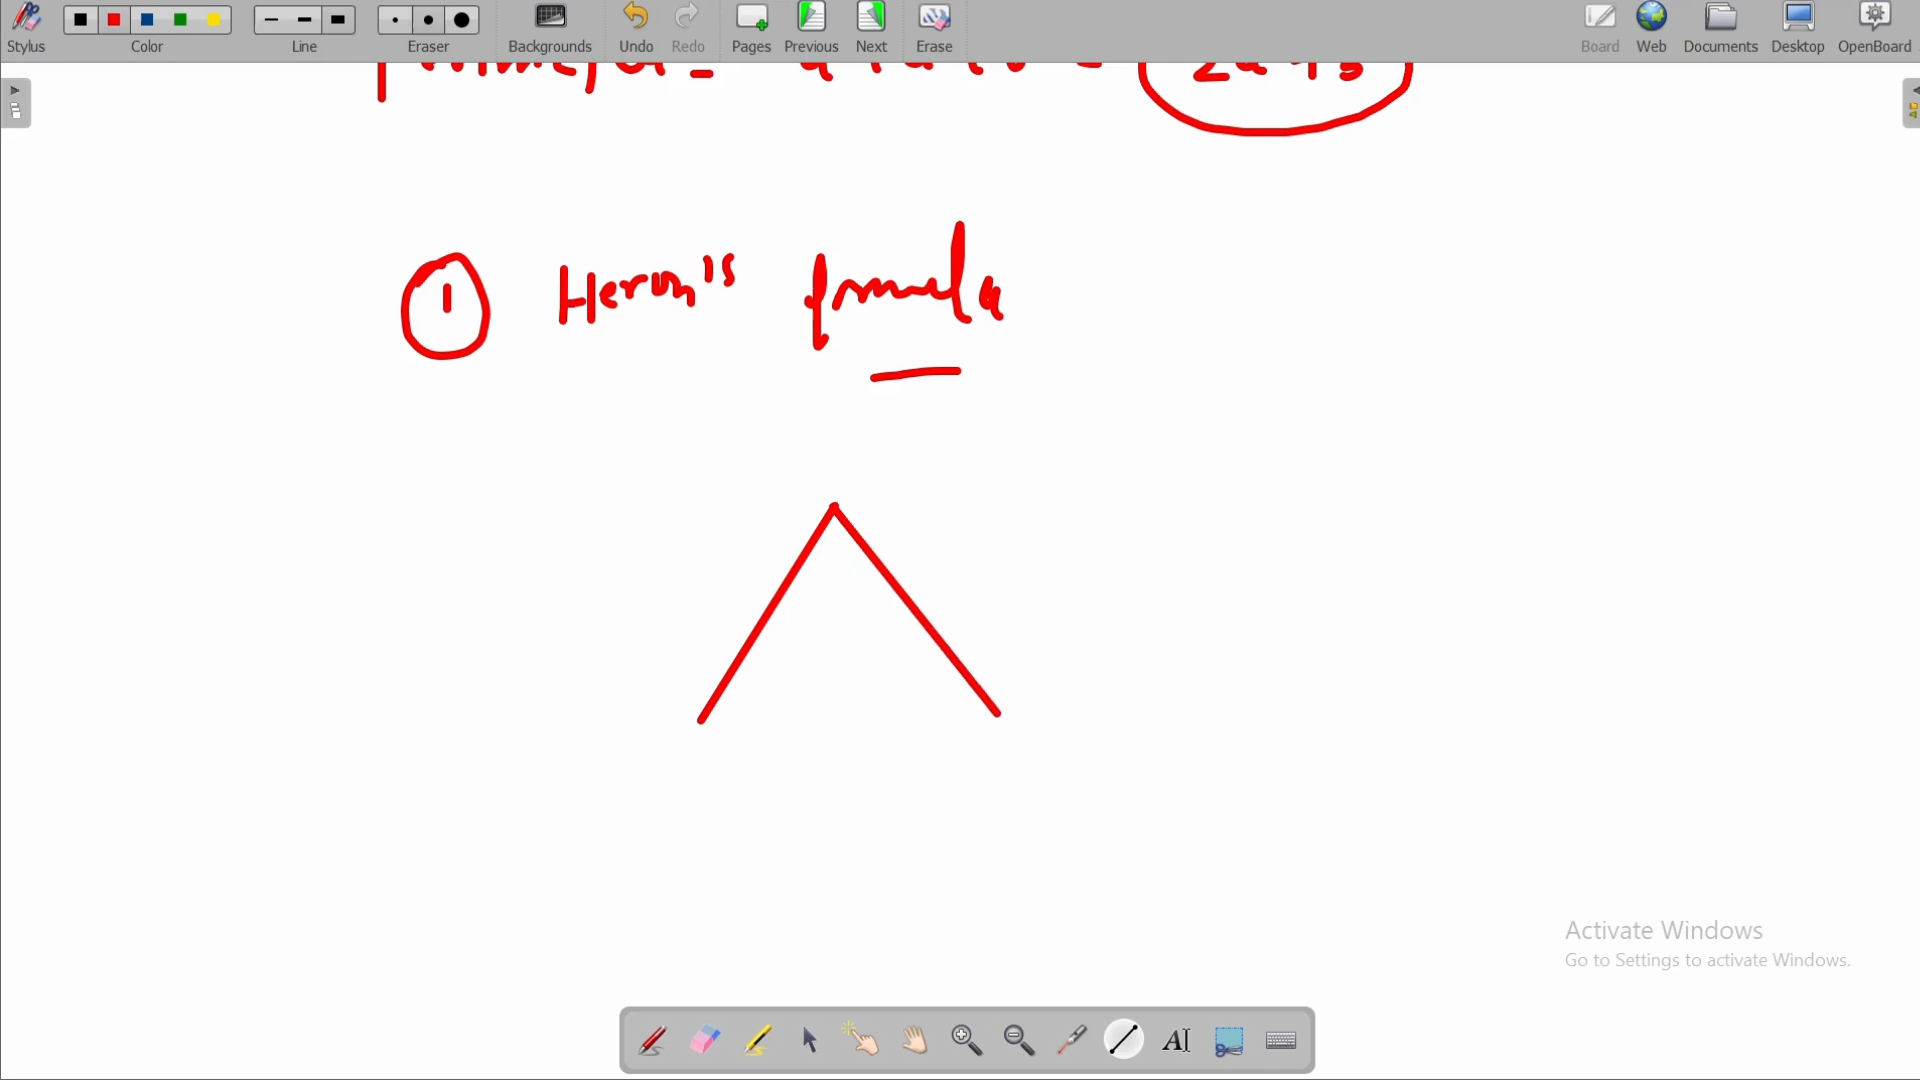 Stylus Color Line Eraser Backgrounds Undo Redo Pages Previous Next Erase Board Web Documents Desktop OpenBoard
2a+b
1 Heron's formula
Activate Windows
Go to Settings to activate Windows.